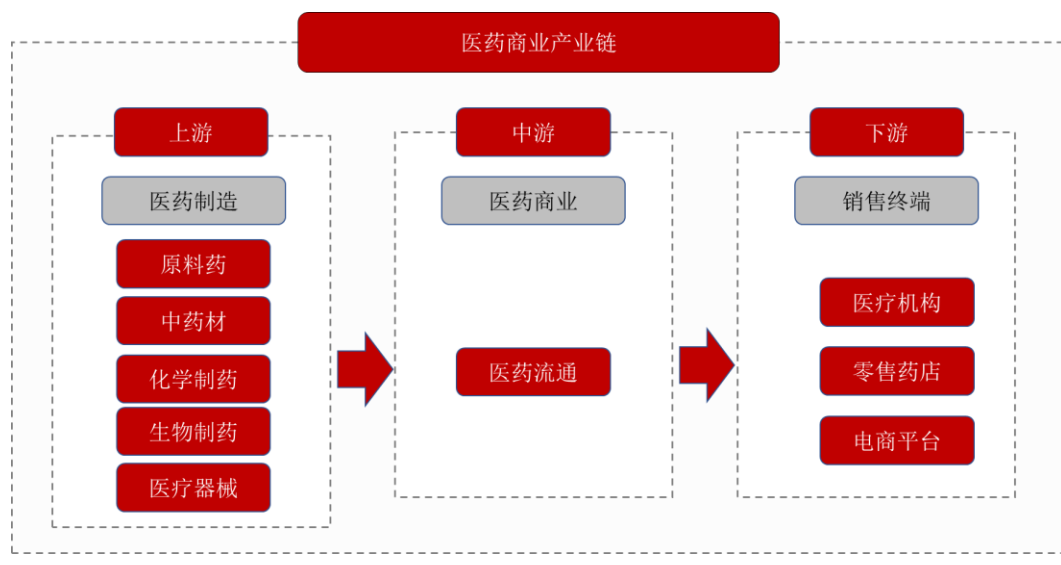 医药商业产业链
上游
医药制造
原料药
中药材
化学制药
生物制药
医疗器械
中游
医药商业
医药流通
下游
销售终端
医疗机构
零售药店
电商平台